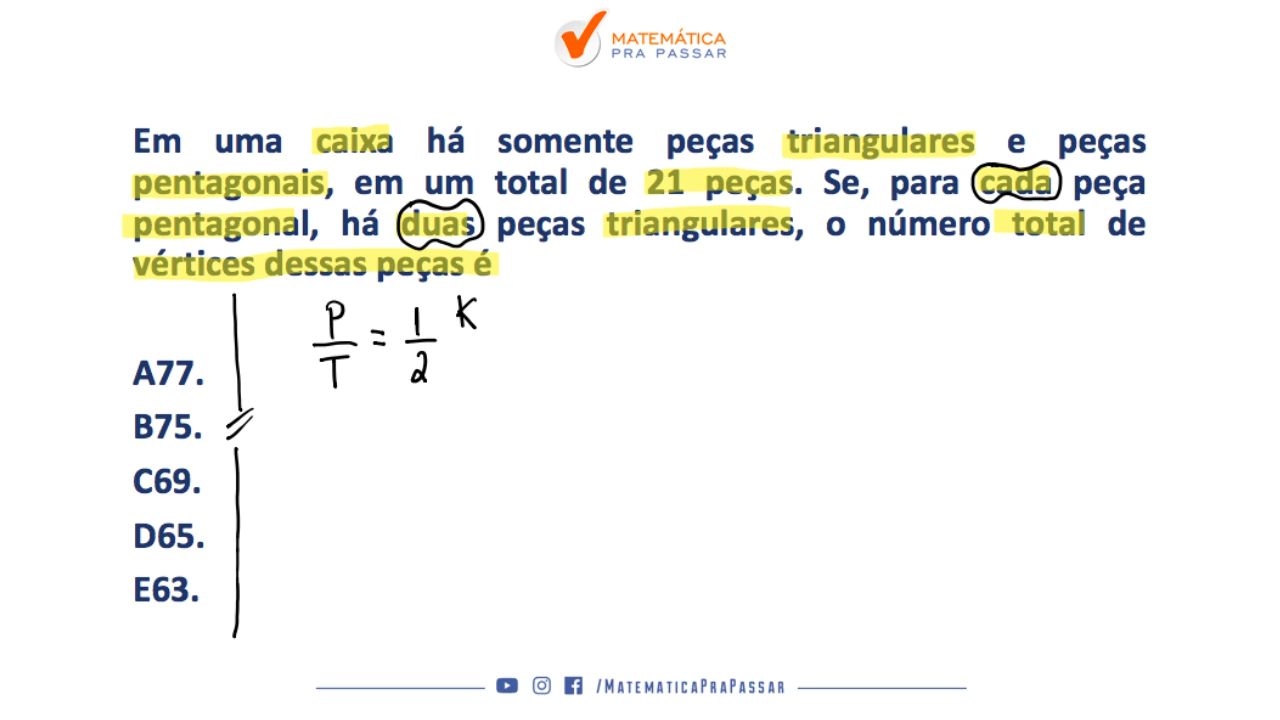 MATEMÁTICA
PRA PASSAR
Em uma caixa há somente peças triangulares e peças
pentagonais, em um total de 21 peças. Se, para cada peça
pentagonal, há duas peças triangulares, o número total de
vértices dessas peças é
P/T = 1/2 K
A77.
B75.
C69.
D65.
E63.
/MATEMATICAPRAPASSAR